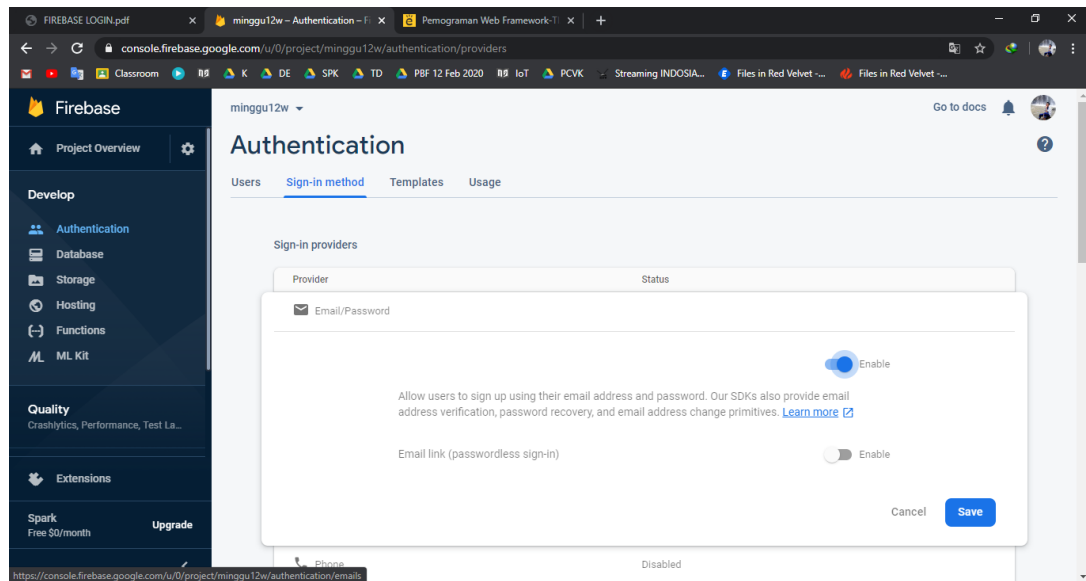 FIREBASE LOGIN.pdf
minggu12w – Authentication – Fi
Pemograman Web Framework-TI
console.firebase.google.com/u/0/project/minggu12w/authentication/providers
Classroom
K
DE
SPK
TD
PBF 12 Feb 2020
IoT
PCVK
Streaming INDOSIA...
Files in Red Velvet -...
Files in Red Velvet -...
Firebase
minggu12w
Go to docs
Project Overview
Authentication
Users
Sign-in method
Templates
Usage
Develop
Authentication
Database
Storage
Hosting
Functions
ML Kit
Quality
Crashlytics, Performance, Test La...
Extensions
Spark
Free $0/month
Upgrade
Sign-in providers
Provider
Status
Email/Password
Enable
Allow users to sign up using their email address and password. Our SDKs also provide email
address verification, password recovery, and email address change primitives. Learn more
Email link (passwordless sign-in)
Enable
Cancel
Save
Phone
Disabled
https://console.firebase.google.com/u/0/project/minggu12w/authentication/emails